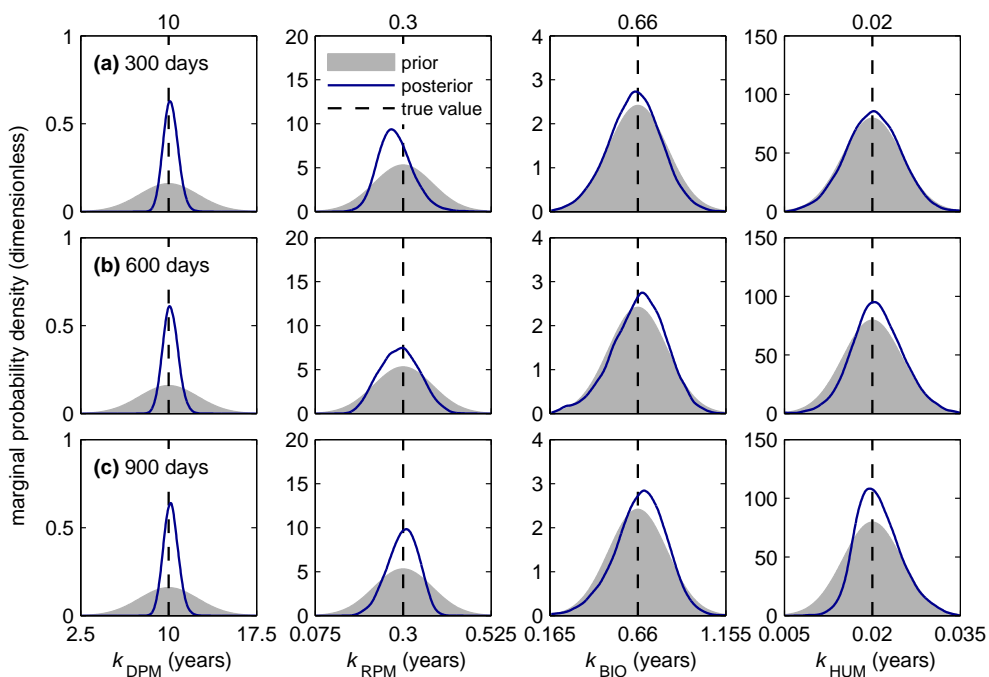 10 0.3 0.66 0.02
1 20 4 150
(a) 300 days
prior
posterior
true value
0.5 15 10 5 3 2 1 100 50
0 0 0 0
1 20 4 150
(b) 600 days
0.5 15 10 5 3 2 1 100 50
0 0 0 0
1 20 4 150
(c) 900 days
0.5 15 10 5 3 2 1 100 50
0 0 0 0
2.5 10 17.5 0.075 0.3 0.525 0.165 0.66 1.155 0.005 0.02 0.035
k DPM (years) k RPM (years) k BIO (years) k HUM (years)
marginal probability density (dimensionless)